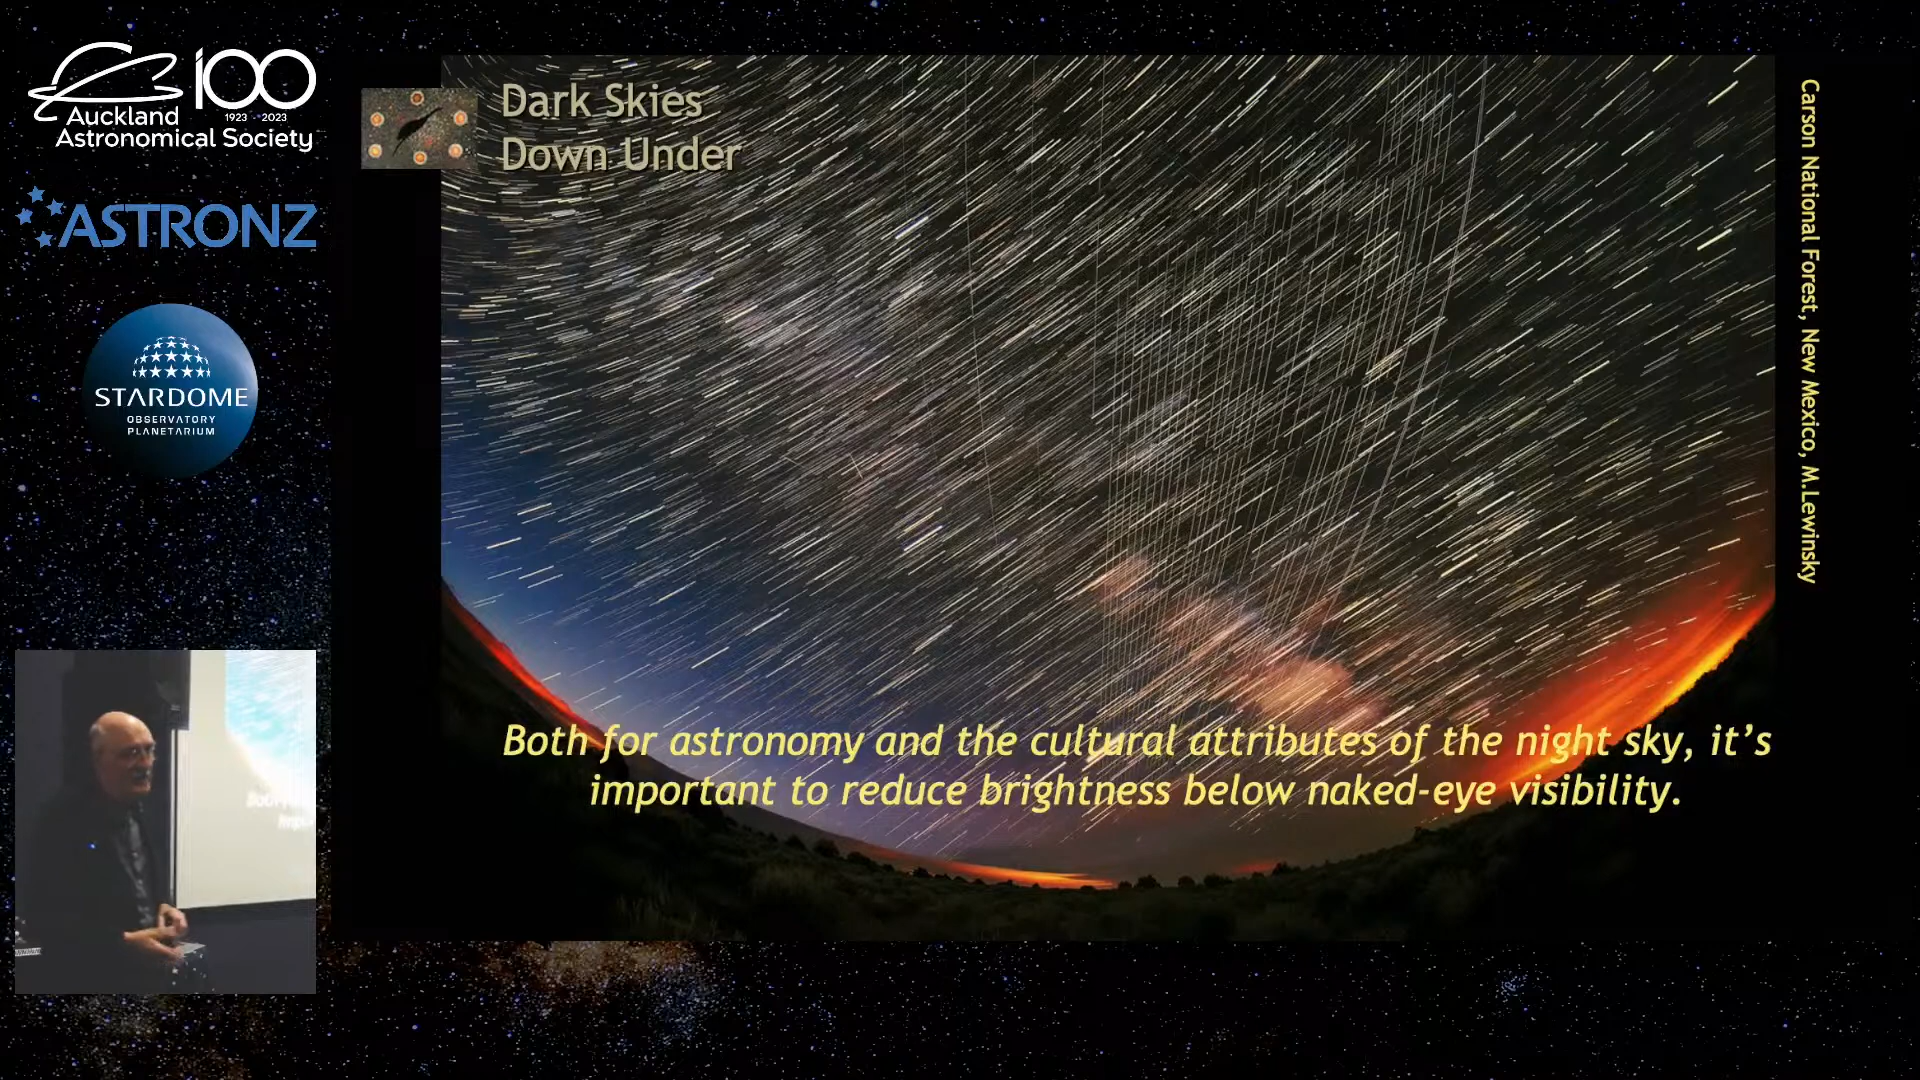 100
1923 2023
Auckland
Astronomical Society
ASTRONZ
STARDOME
OBSERVATORY
PLANETARIUM
Dark Skies
Down Under
Carson National Forest, New Mexico, M.Lewinsky
Both for astronomy and the cultural attributes of the night sky, it's
important to reduce brightness below naked-eye visibility.